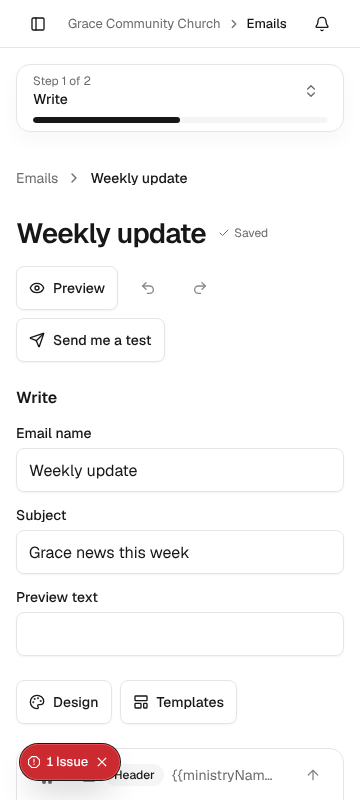 Grace Community Church > Emails
Step 1 of 2
Write
Emails > Weekly update
Weekly update
Saved
Preview
Send me a test
Write
Email name
Weekly update
Subject
Grace news this week
Preview text
Design
Templates
1 Issue
Header
{{ministryNam...